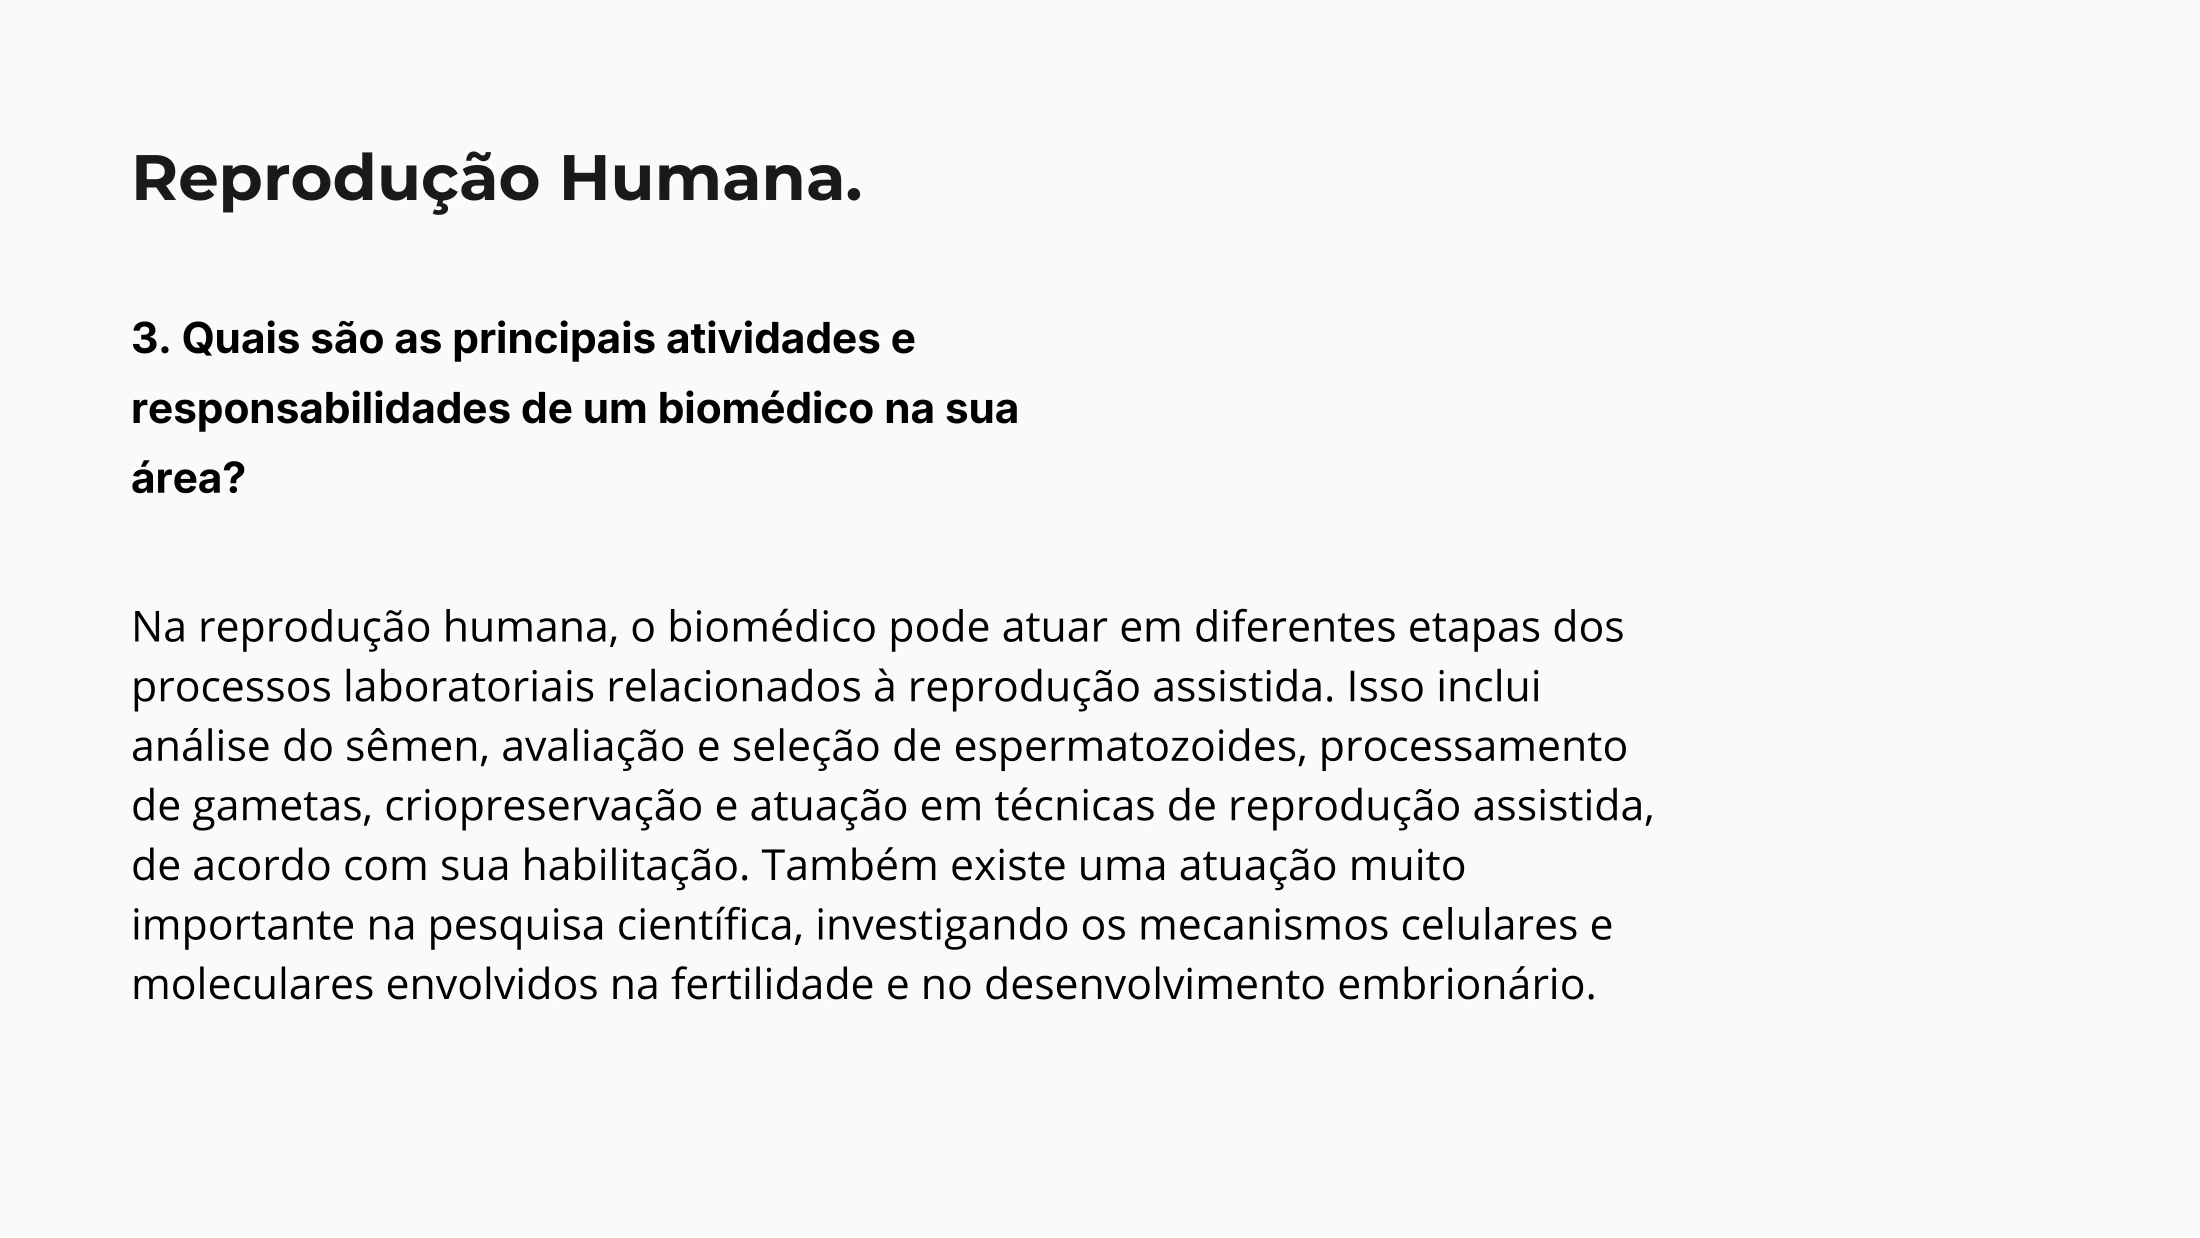 Reprodução Humana.
3. Quais são as principais atividades e
responsabilidades de um biomédico na sua
área?
Na reprodução humana, o biomédico pode atuar em diferentes etapas dos
processos laboratoriais relacionados à reprodução assistida. Isso inclui
análise do sêmen, avaliação e seleção de espermatozoides, processamento
de gametas, criopreservação e atuação em técnicas de reprodução assistida,
de acordo com sua habilitação. Também existe uma atuação muito
importante na pesquisa científica, investigando os mecanismos celulares e
moleculares envolvidos na fertilidade e no desenvolvimento embrionário.